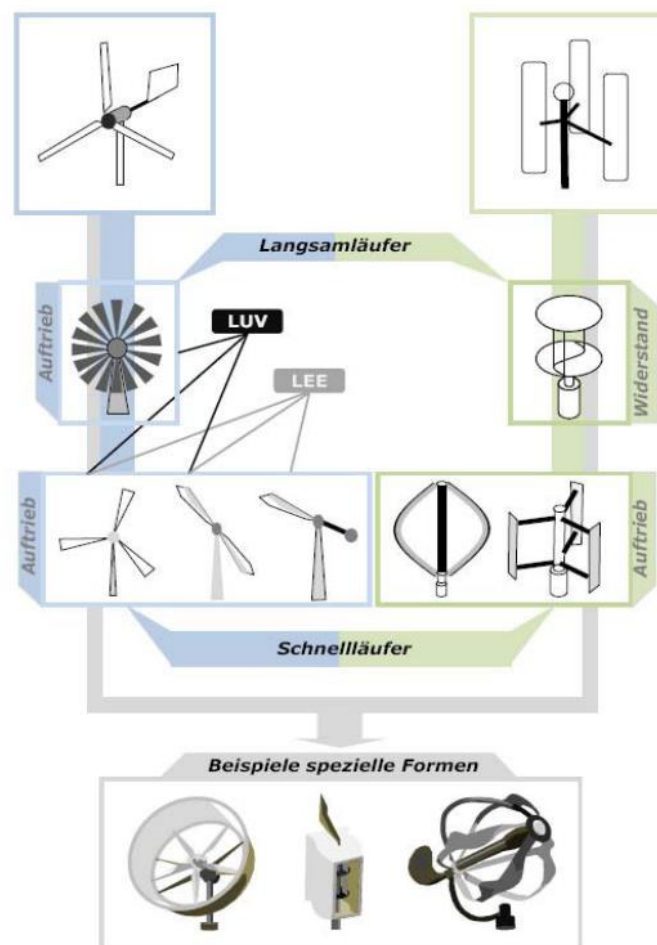 Langsamläufer
Auftrieb
LUV
LEE
Widerstand
Auftrieb
Auftrieb
Schnellläufer
Beispiele spezielle Formen